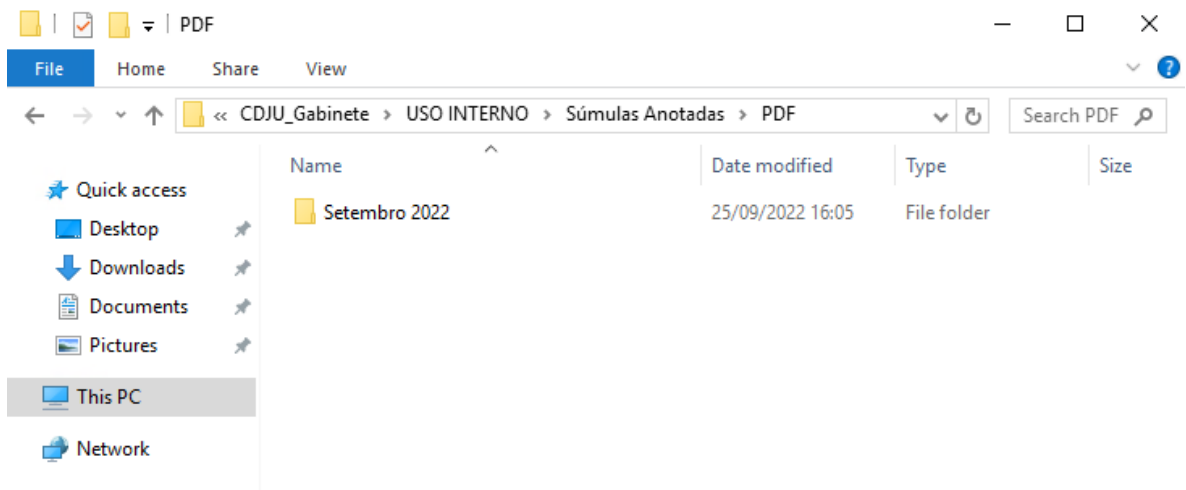 PDF
File Home Share View
« CDJU_Gabinete > USO INTERNO > Súmulas Anotadas > PDF Search PDF
Name Date modified Type Size
Quick access
Setembro 2022 25/09/2022 16:05 File folder
Desktop
Downloads
Documents
Pictures
This PC
Network